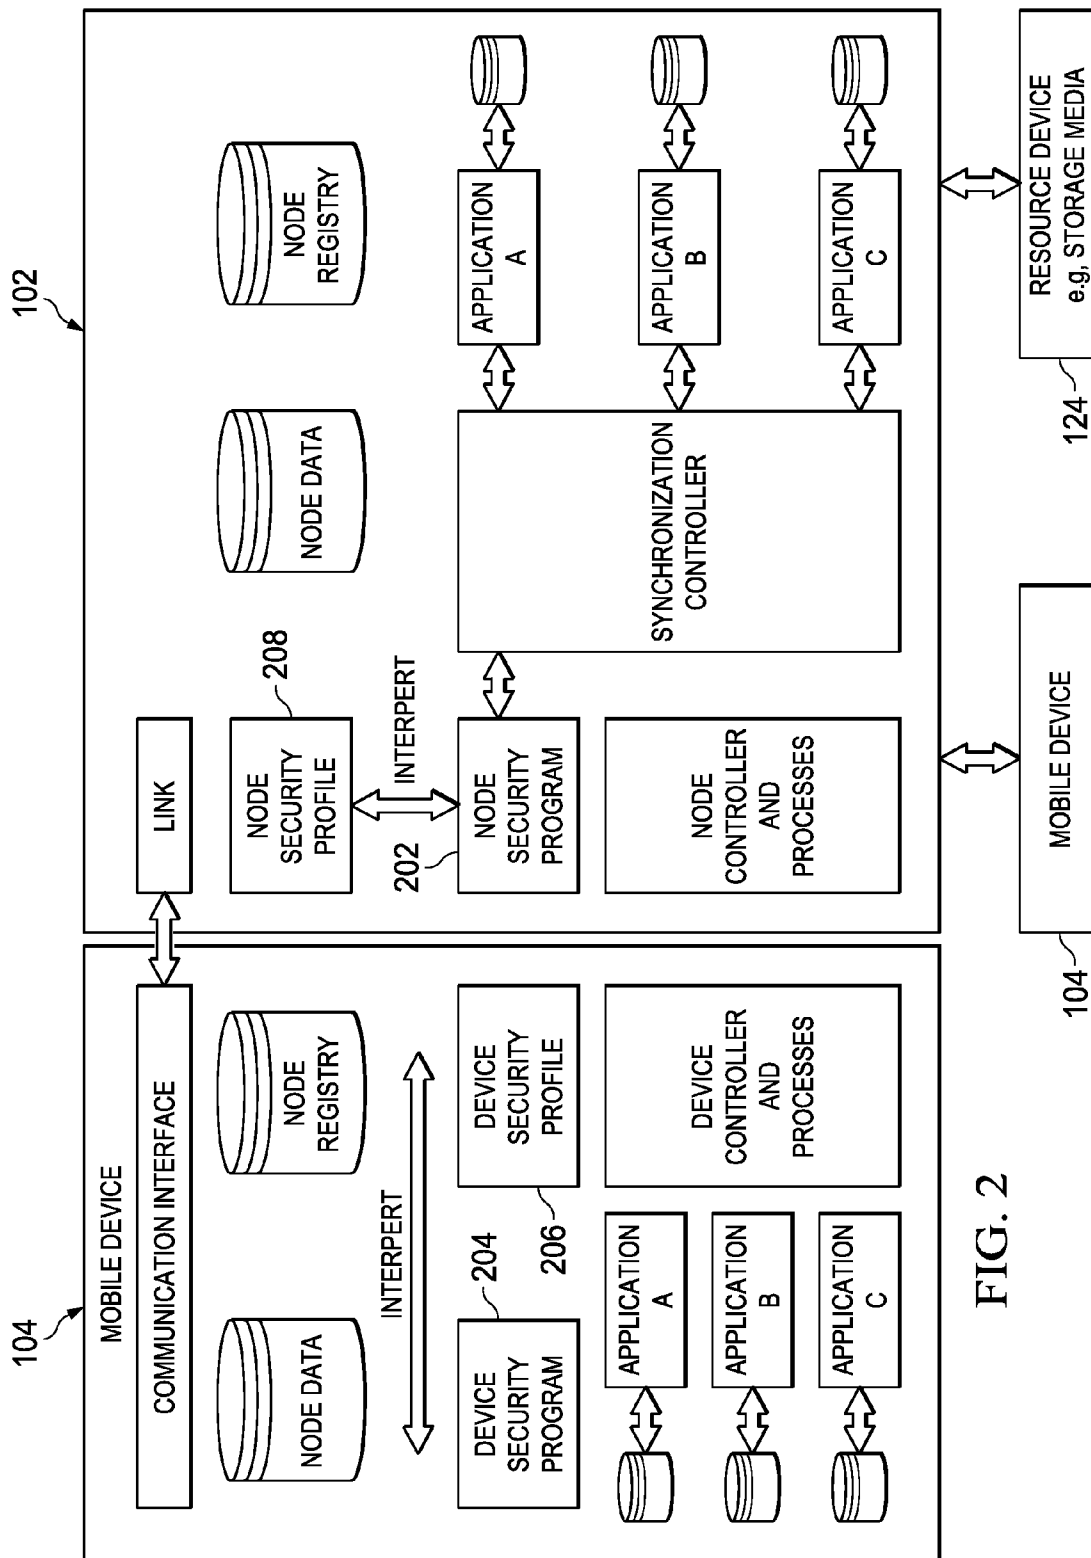 104
MOBILE DEVICE
COMMUNICATION INTERFACE
NODE DATA
NODE
REGISTRY
INTERPERT
204
DEVICE
SECURITY
PROGRAM
206
DEVICE
SECURITY
PROFILE
APPLICATION
A
APPLICATION
B
APPLICATION
C
DEVICE
CONTROLLER
AND
PROCESSES
102
LINK
208
NODE
SECURITY
PROFILE
INTERPERT
202
NODE
SECURITY
PROGRAM
NODE
CONTROLLER
AND
PROCESSES
NODE DATA
NODE
REGISTRY
SYNCHRONIZATION
CONTROLLER
APPLICATION
A
APPLICATION
B
APPLICATION
C
104
MOBILE DEVICE
124
RESOURCE DEVICE
e.g, STORAGE MEDIA
FIG. 2